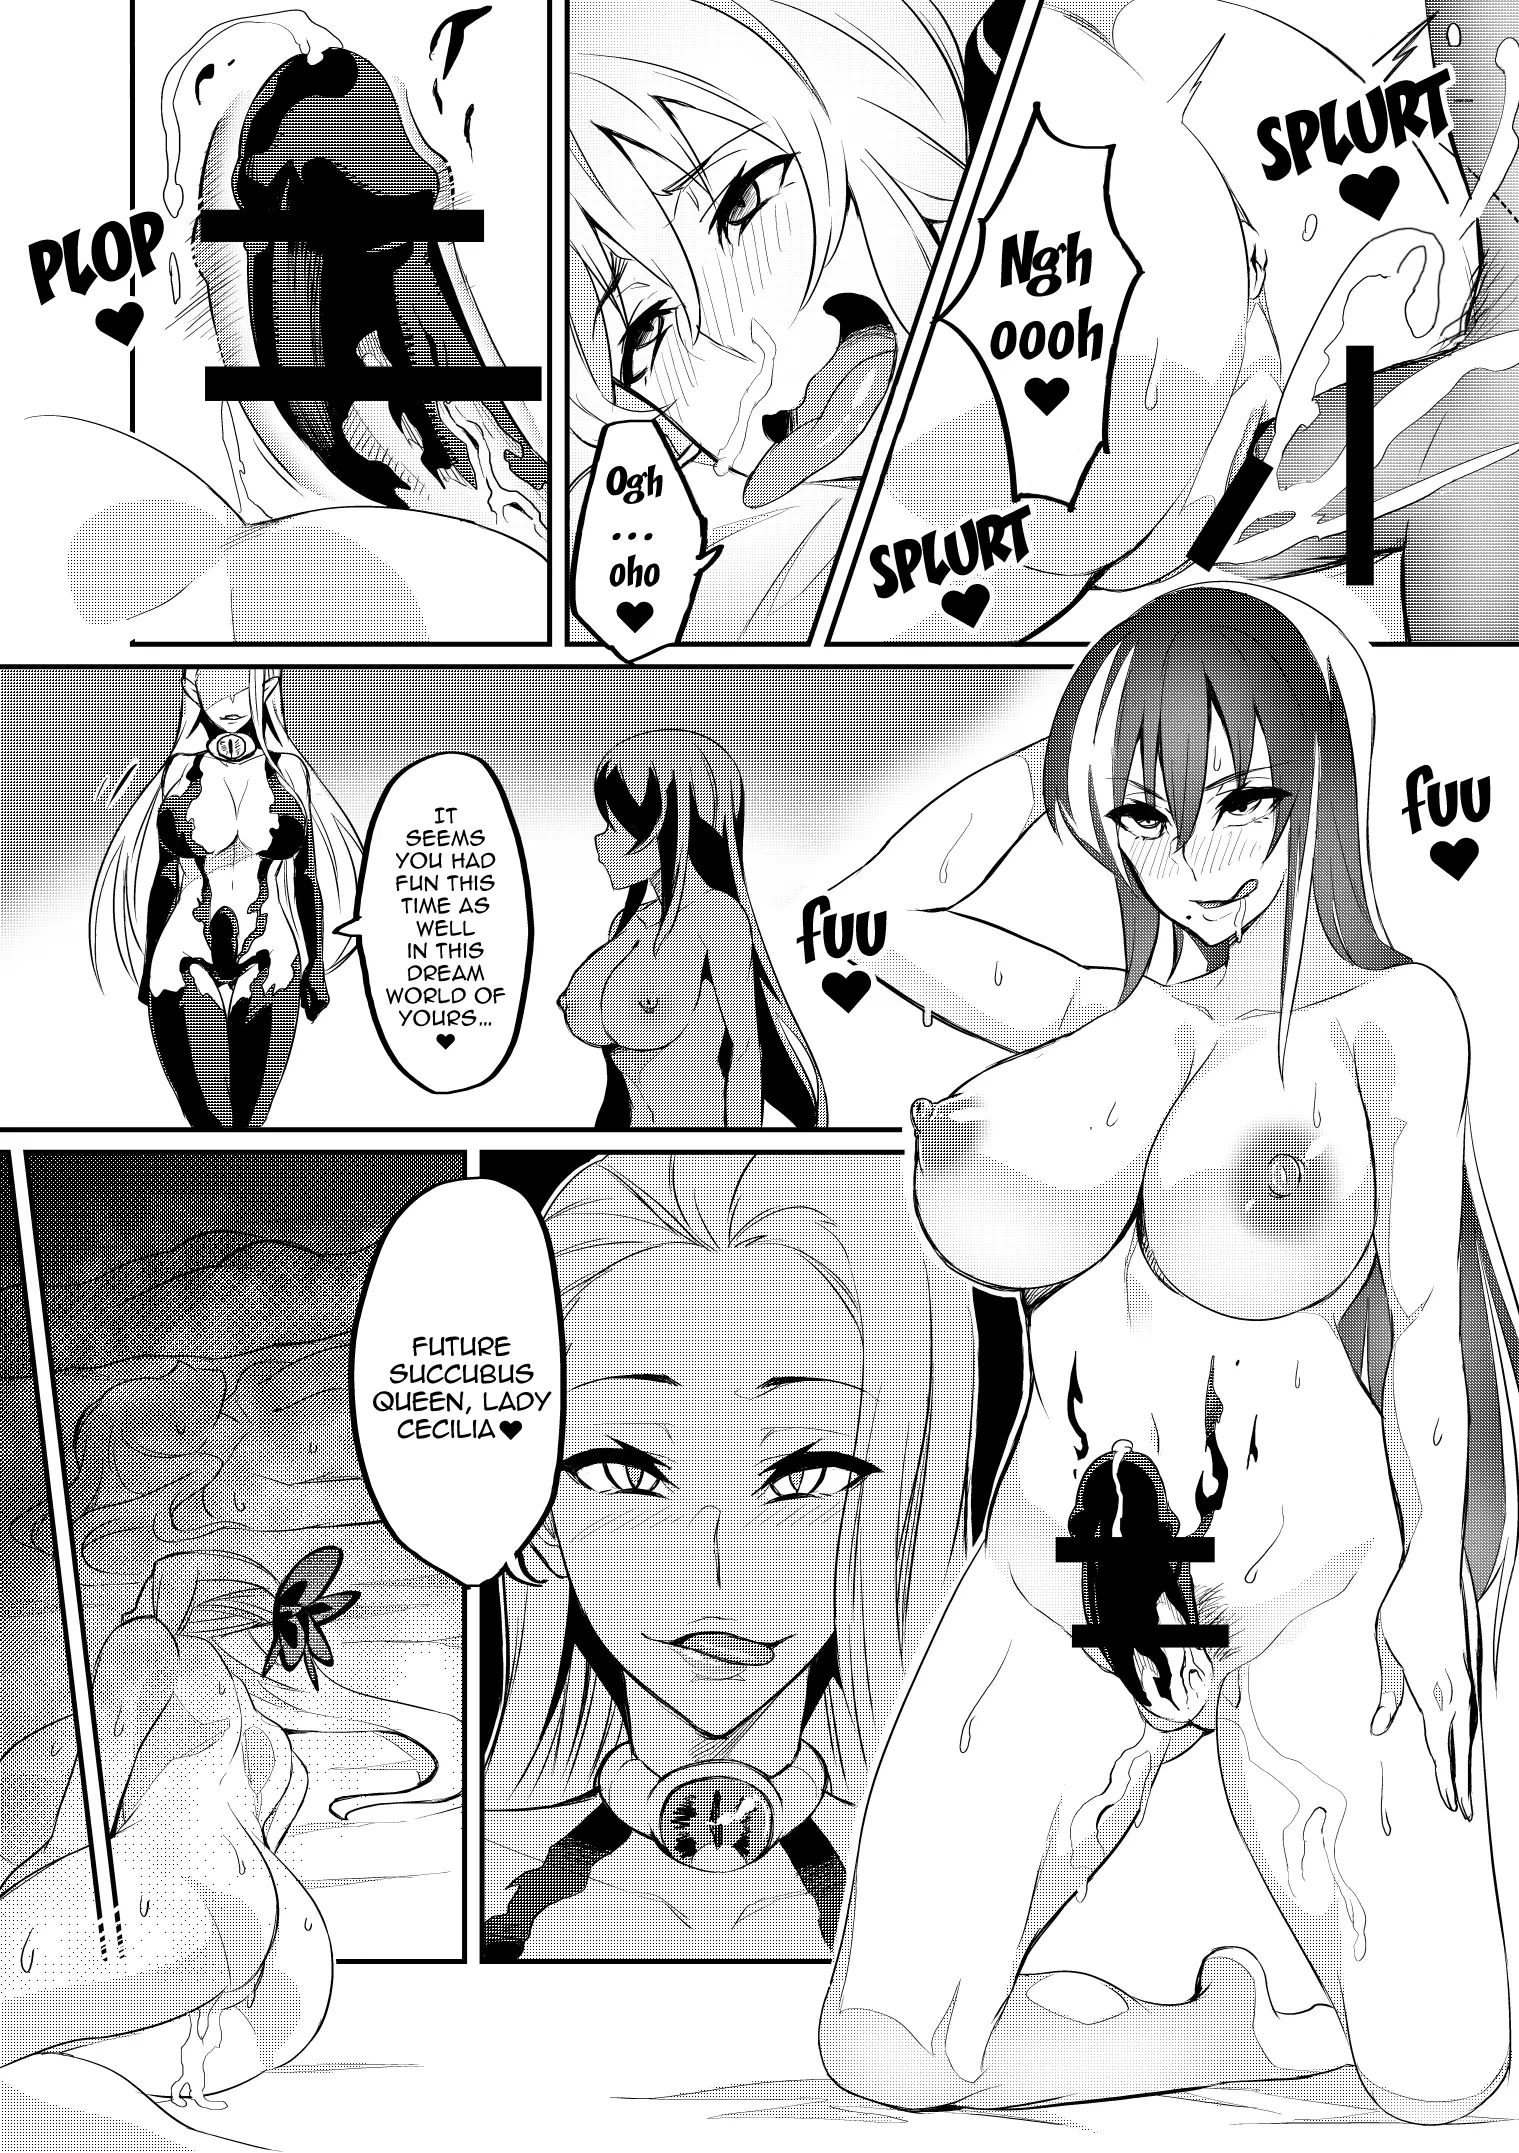 SPLURT
♥
Ngh
oooh
♥
SPLURT
♥
Ogh
...
oho
♥
PLOP
♥
fuu
♥
fuu
♥
IT
SEEMS
YOU HAD
FUN THIS
TIME AS
WELL
IN THIS
DREAM
WORLD OF
YOURS...
♥
FUTURE
SUCCUBUS
QUEEN, LADY
CECILIA♥